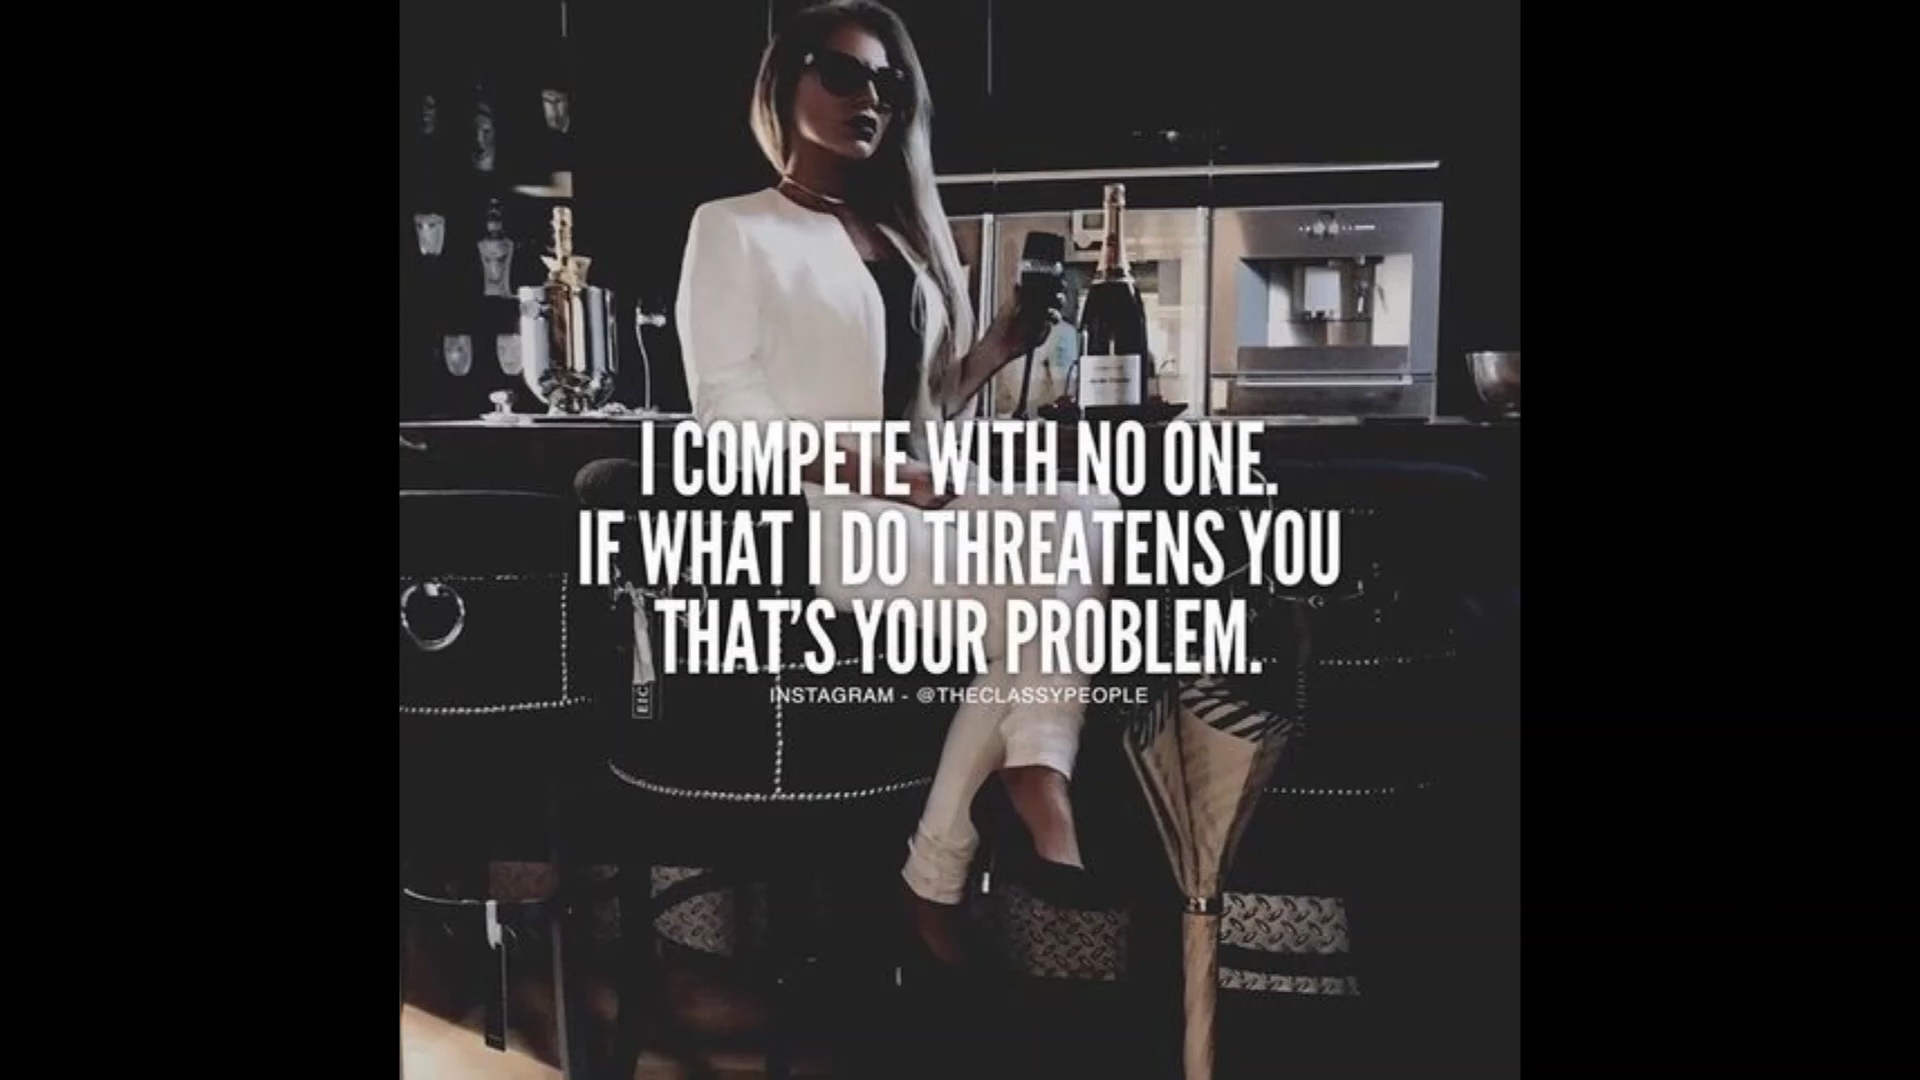 I COMPETE WITH NO ONE.
IF WHAT I DO THREATENS YOU
THAT'S YOUR PROBLEM.
INSTAGRAM - @THECLASSYPEOPLE